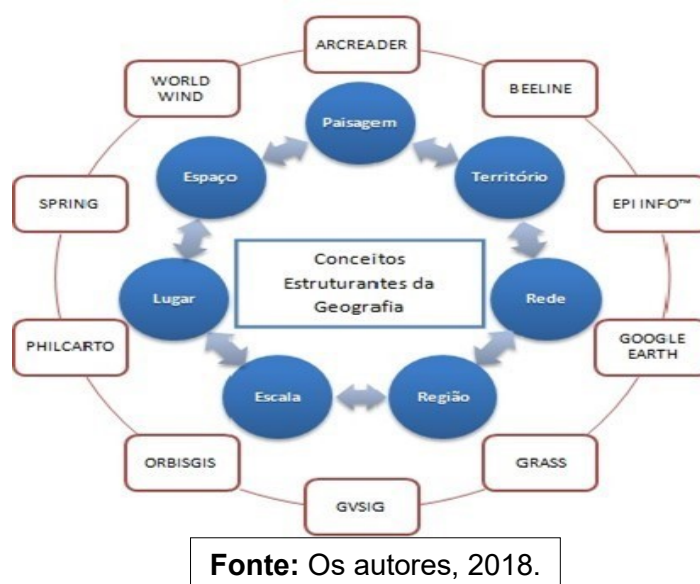 ARCREADER
WORLD
WIND
BEELINE
Paisagem
Espaço
Território
SPRING
EPI INFO™
Conceitos
Estruturantes da
Geografia
Lugar
Rede
PHILCARTO
GOOGLE
EARTH
Escala
Região
ORBISGIS
GRASS
GVSIG
Fonte: Os autores, 2018.